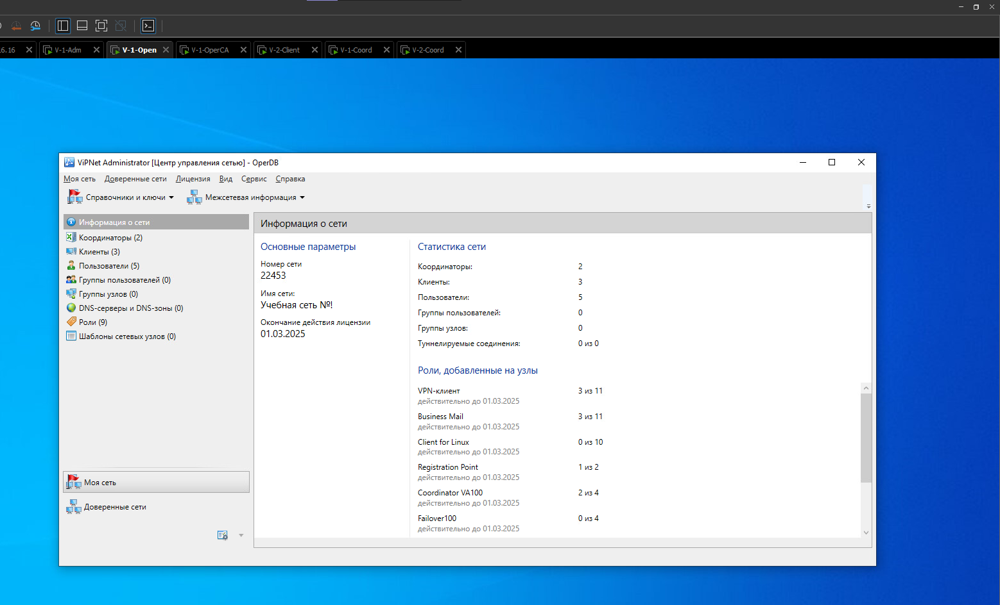 6.16
V-1-Adm
V-1-Open
V-1-OperCA
V-2-Client
V-1-Coord
V-2-Coord
ViPNet Administrator [Центр управления сетью] - OperDB
Моя сеть Доверенные сети Лицензия Вид Сервис Справка
Справочники и ключи
Межсетевая информация
Информация о сети
Координаторы (2)
Клиенты (3)
Пользователи (5)
Группы пользователей (0)
Группы узлов (0)
DNS-серверы и DNS-зоны (0)
Роли (9)
Шаблоны сетевых узлов (0)
Моя сеть
Доверенные сети
Информация о сети
Основные параметры
Номер сети
22453
Имя сети:
Учебная сеть №!
Окончание действия лицензии
01.03.2025
Статистика сети
Координаторы: 2
Клиенты: 3
Пользователи: 5
Группы пользователей: 0
Группы узлов: 0
Туннелируемые соединения: 0 из 0
Роли, добавленные на узлы
VPN-клиент 3 из 11
действительно до 01.03.2025
Business Mail 3 из 11
действительно до 01.03.2025
Client for Linux 0 из 10
действительно до 01.03.2025
Registration Point 1 из 2
действительно до 01.03.2025
Coordinator VA100 2 из 4
действительно до 01.03.2025
Failover100 0 из 4
действительно до 01.03.2025